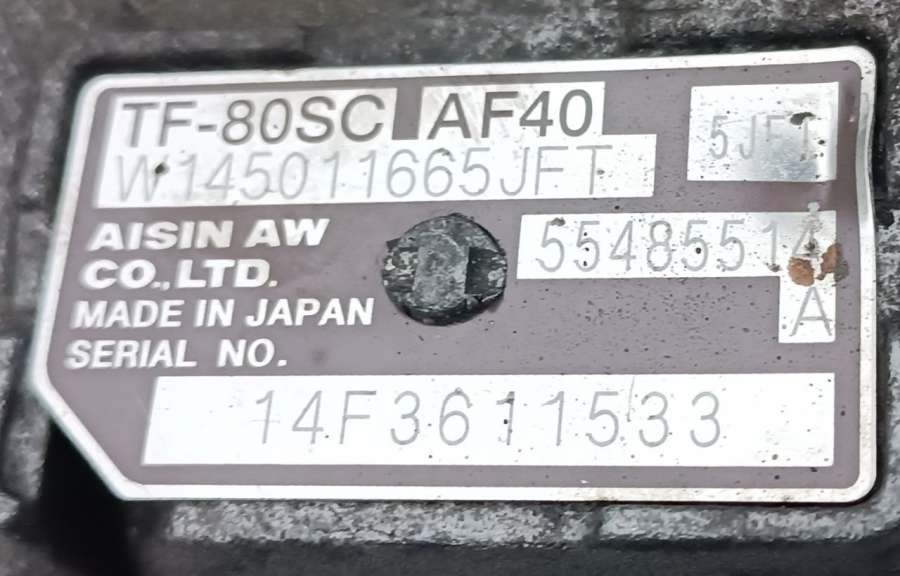 TF-80SC AF40
W145011665JFT
AISIN AW
CO.,LTD.
55485514
A
MADE IN JAPAN
SERIAL NO.
14F3611533